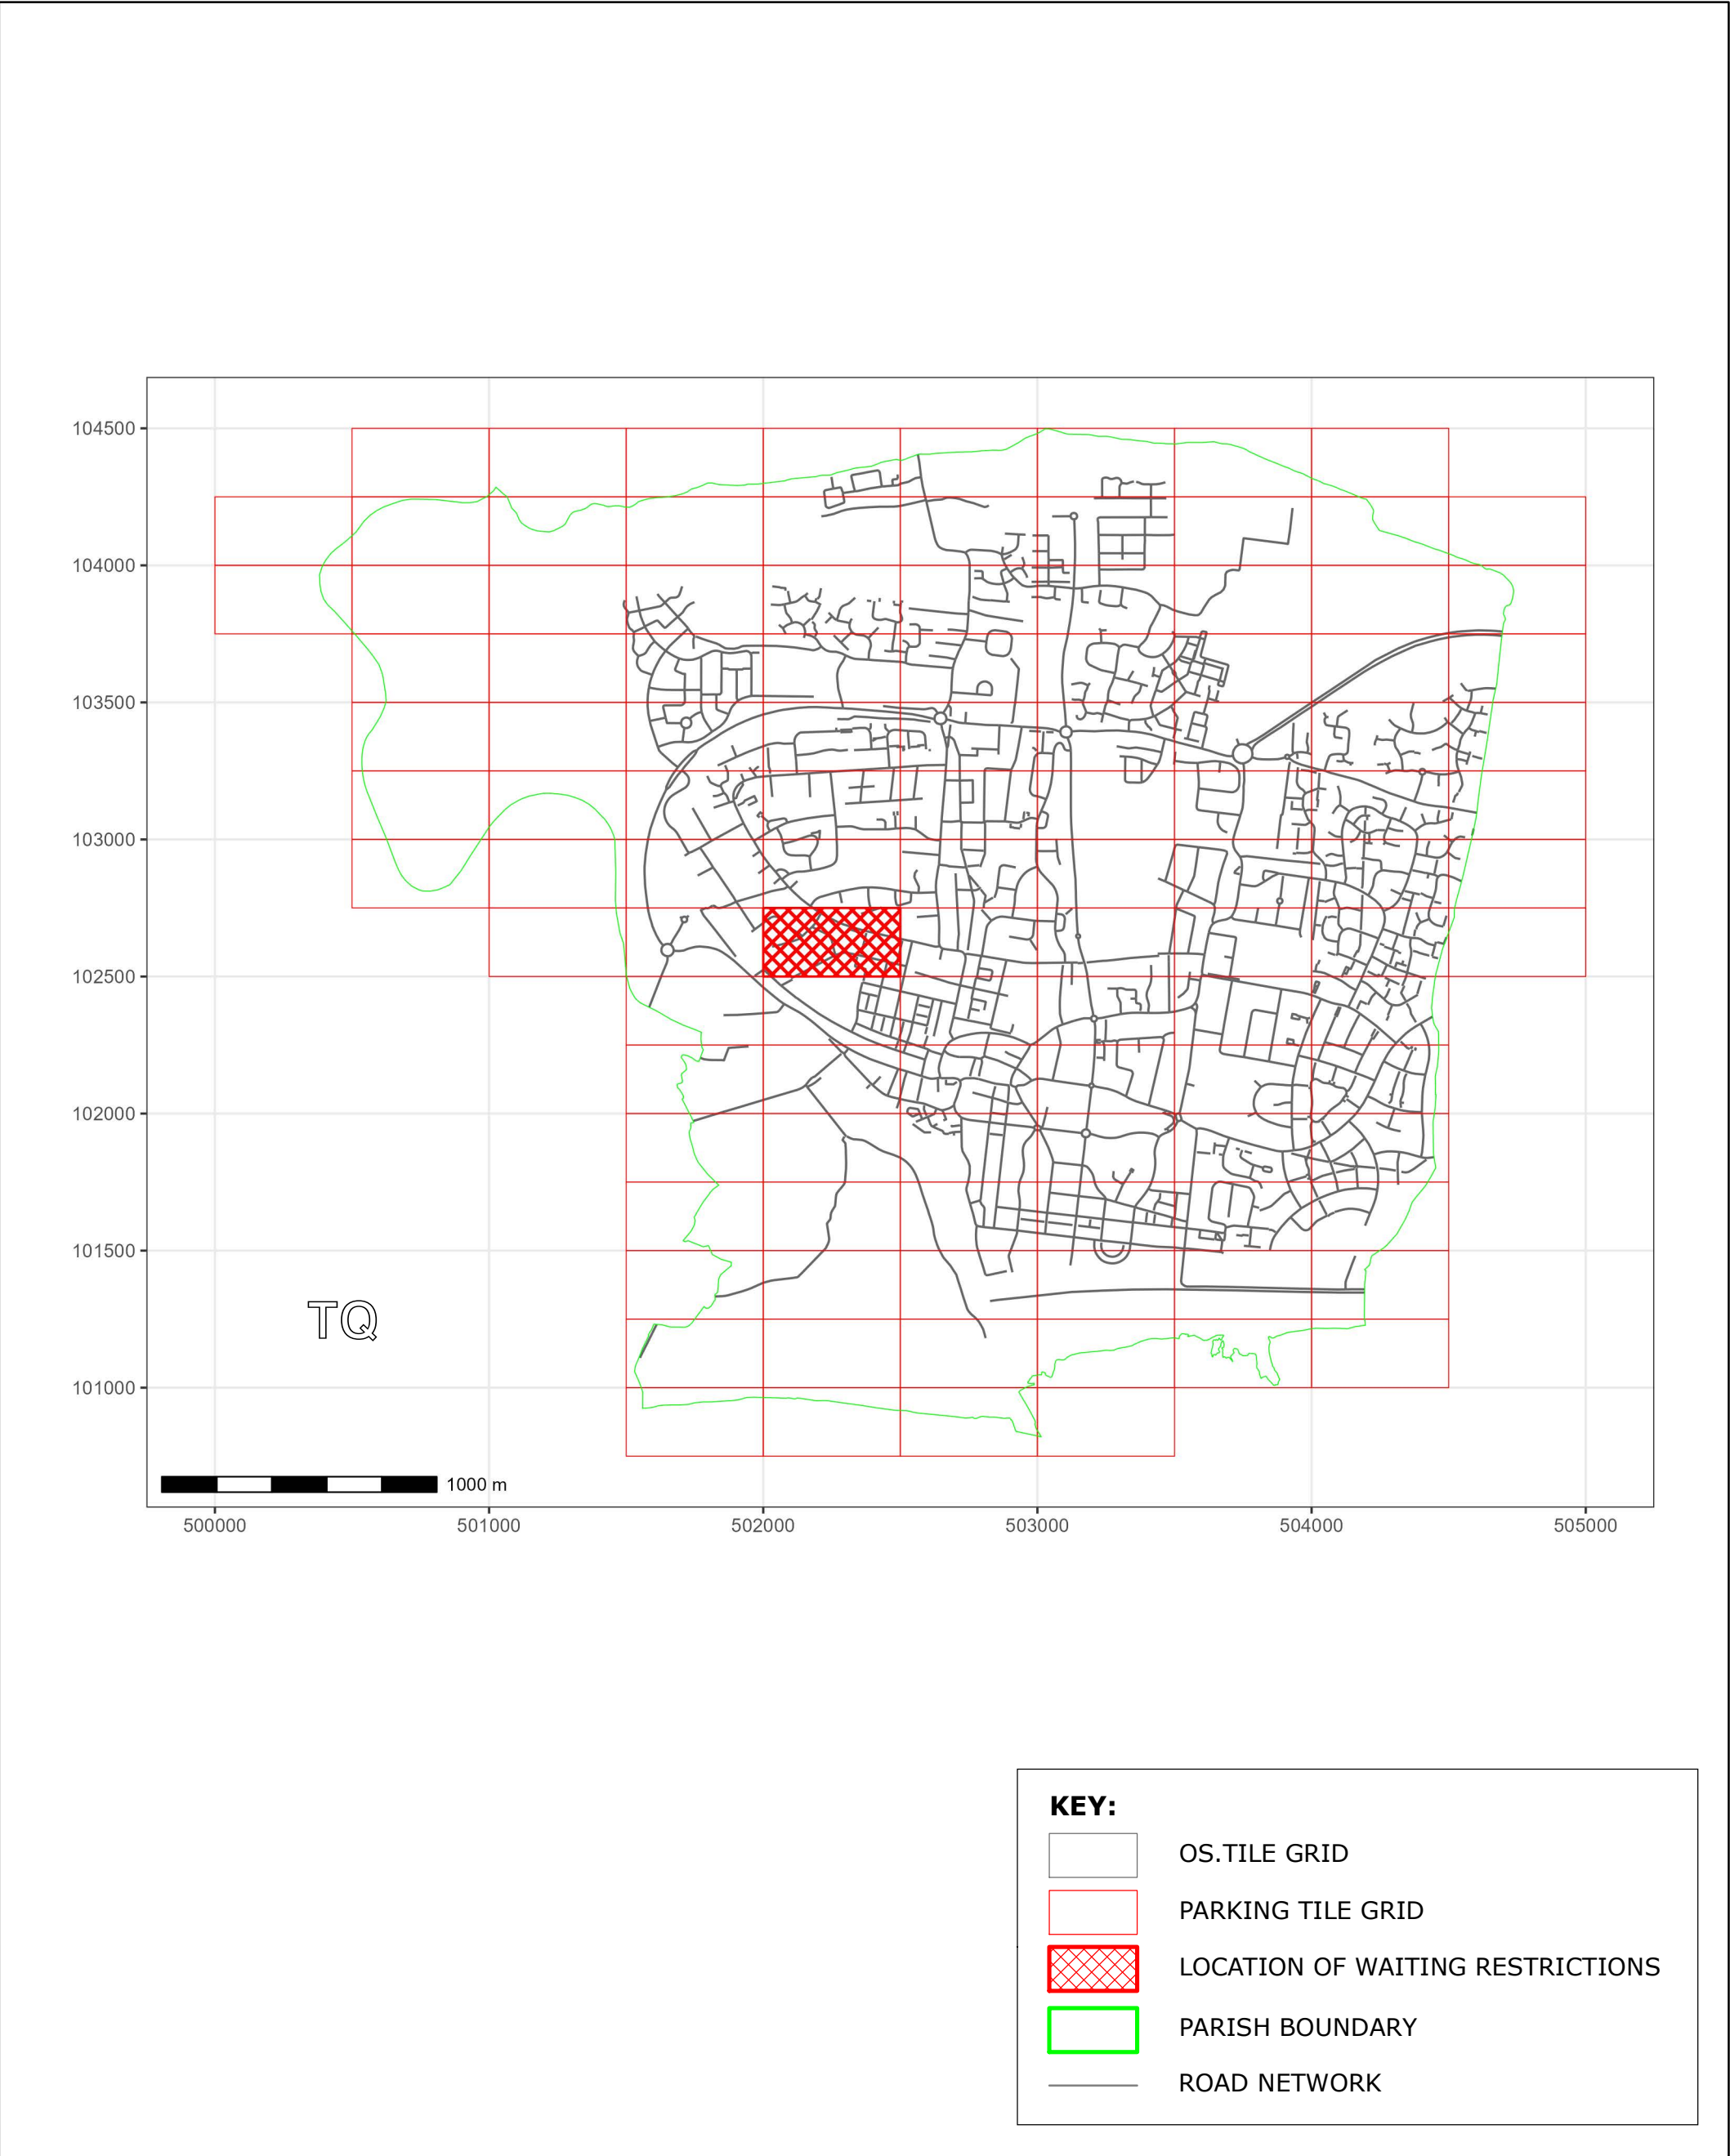 104500
104000
103500
103000
102500
102000
101500
101000
TQ
1000 m
500000 501000 502000 503000 504000 505000
KEY:
OS.TILE GRID
PARKING TILE GRID
LOCATION OF WAITING RESTRICTIONS
PARISH BOUNDARY
ROAD NETWORK